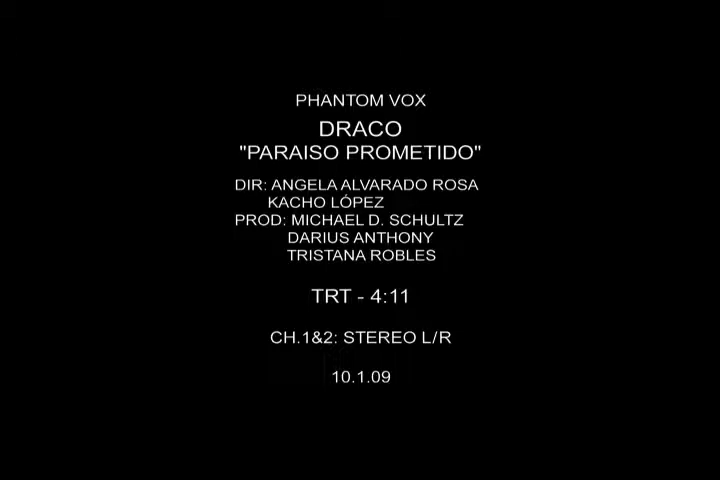 PHANTOM VOX
DRACO
"PARAISO PROMETIDO"
DIR: ANGELA ALVARADO ROSA
KACHO LÓPEZ
PROD: MICHAEL D. SCHULTZ
DARIUS ANTHONY
TRISTANA ROBLES
TRT - 4:11
CH.1&2: STEREO L/R
10.1.09